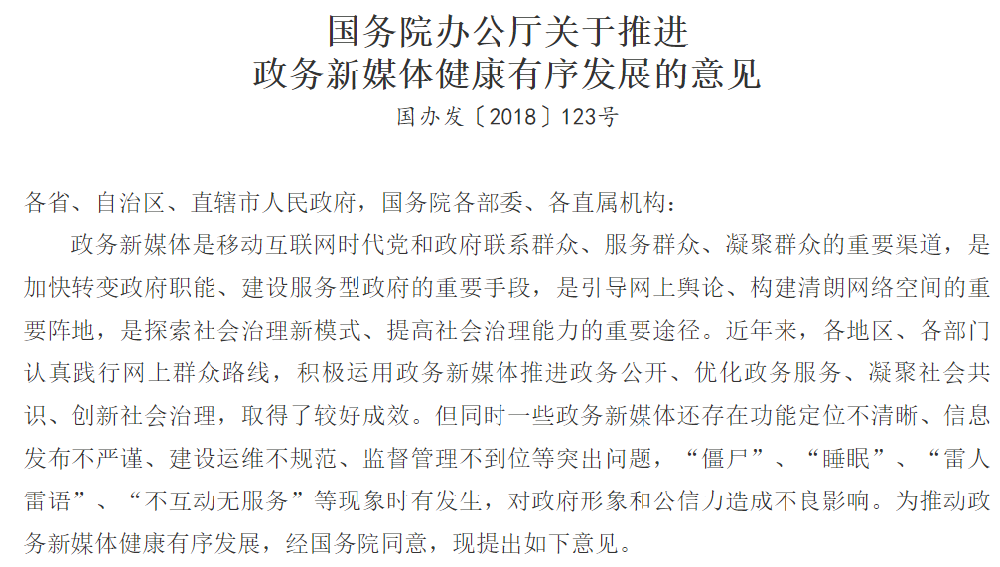 国务院办公厅关于推进
政务新媒体健康有序发展的意见
国办发〔2018〕123号
各省、自治区、直辖市人民政府，国务院各部委、各直属机构：
政务新媒体是移动互联网时代党和政府联系群众、服务群众、凝聚群众的重要渠道，是
加快转变政府职能、建设服务型政府的重要手段，是引导网上舆论、构建清朗网络空间的重
要阵地，是探索社会治理新模式、提高社会治理能力的重要途径。近年来，各地区、各部门
认真践行网上群众路线，积极运用政务新媒体推进政务公开、优化政务服务、凝聚社会共
识、创新社会治理，取得了较好成效。但同时一些政务新媒体还存在功能定位不清晰、信息
发布不严谨、建设运维不规范、监督管理不到位等突出问题，“僵尸”、“睡眠”、“雷人
雷语”、“不互动无服务”等现象时有发生，对政府形象和公信力造成不良影响。为推动政
务新媒体健康有序发展，经国务院同意，现提出如下意见。